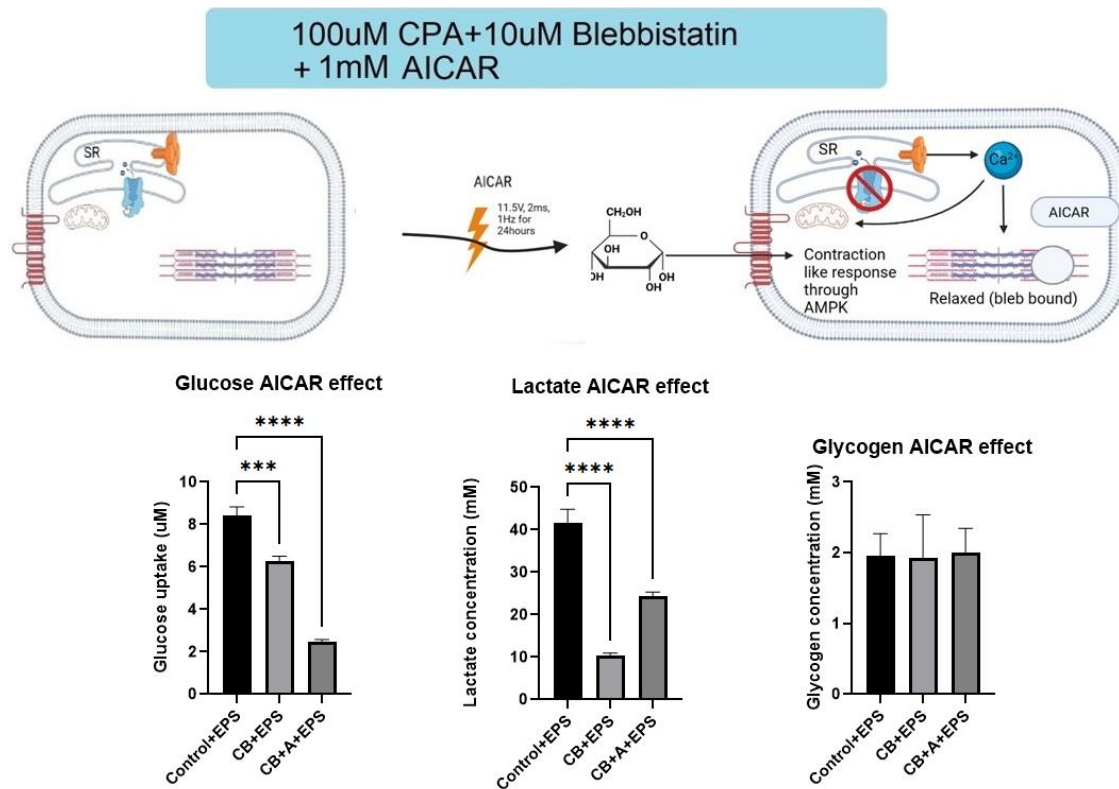 100uM CPA+10uM Blebbistatin
+ 1mM AICAR
SR
AICAR
11.5V, 2ms,
1Hz for
24hours
CH₂OH
O
OH
OH
OH
OH
SR
Ca²⁺
AICAR
Contraction
like response
through
AMPK
Relaxed (bleb bound)
Glucose AICAR effect
****
***
Glucose uptake (uM)
10
8
6
4
2
0
Control+EPS
CB+EPS
CB+A+EPS
Lactate AICAR effect
****
****
Lactate concentration (mM)
50
40
30
20
10
0
Control+EPS
CB+EPS
CB+A+EPS
Glycogen AICAR effect
Glycogen concentration (mM)
3
2
1
0
Control+EPS
CB+EPS
CB+A+EPS